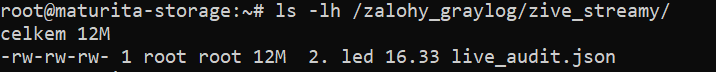 root@maturita-storage:~# ls -lh /zalohy_graylog/zive_streamy/
celkem 12M
-rw-rw-rw- 1 root root 12M  2. led 16.33 live_audit.json